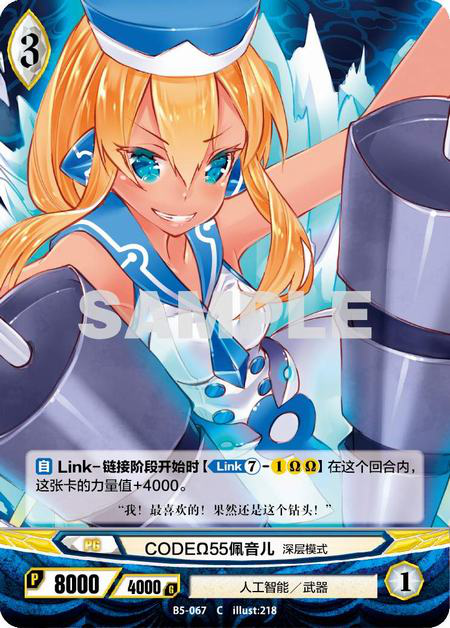 3
SAMPLE
自 Link-链接阶段开始时【Link 7-1ΩΩ】在这个回合内，
这张卡的力量值+4000。
“我！最喜欢的！果然还是这个钻头！”
PG CODEΩ55佩音儿 深层模式
P 8000 4000 G 人工智能／武器 1
B5-067 C illust:218